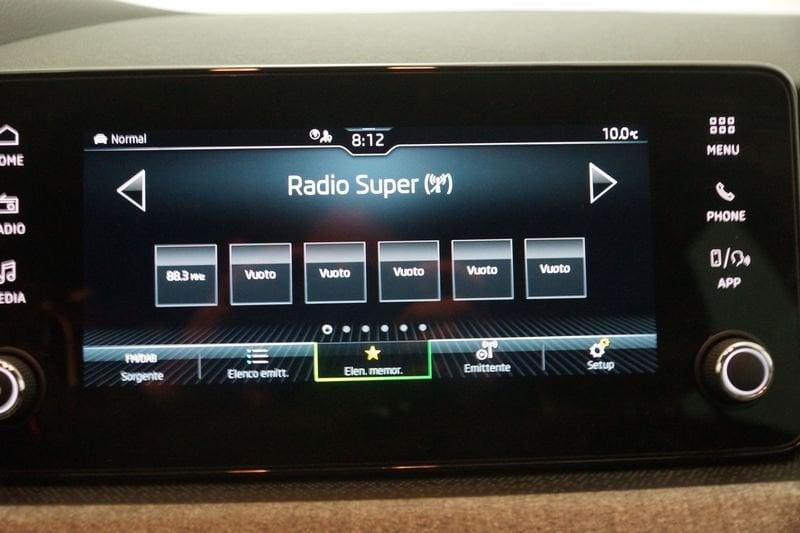 Normal
8:12
10.0°C
Radio Super
88.3 MHz
Vuoto
Vuoto
Vuoto
Vuoto
Vuoto
FM/DAB
Sorgente
Elenco emitt.
Elen. memor.
Emittente
Setup
OME
ADIO
EDIA
MENU
PHONE
APP